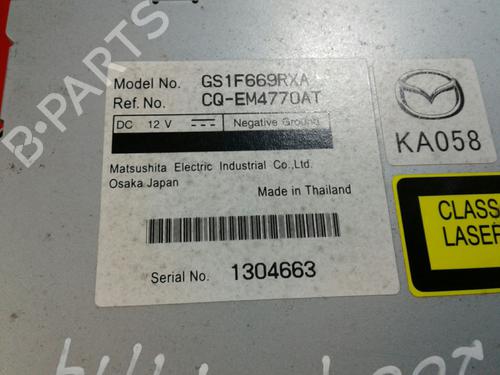 Model No. GS1F669RXA
Ref. No. CQ-EM4770AT
DC 12 V Negative Ground
Matsushita Electric Industrial Co.,Ltd.
Osaka Japan
Made in Thailand
Serial No. 1304663
KA058
CLASS
LASER
B-PARTS